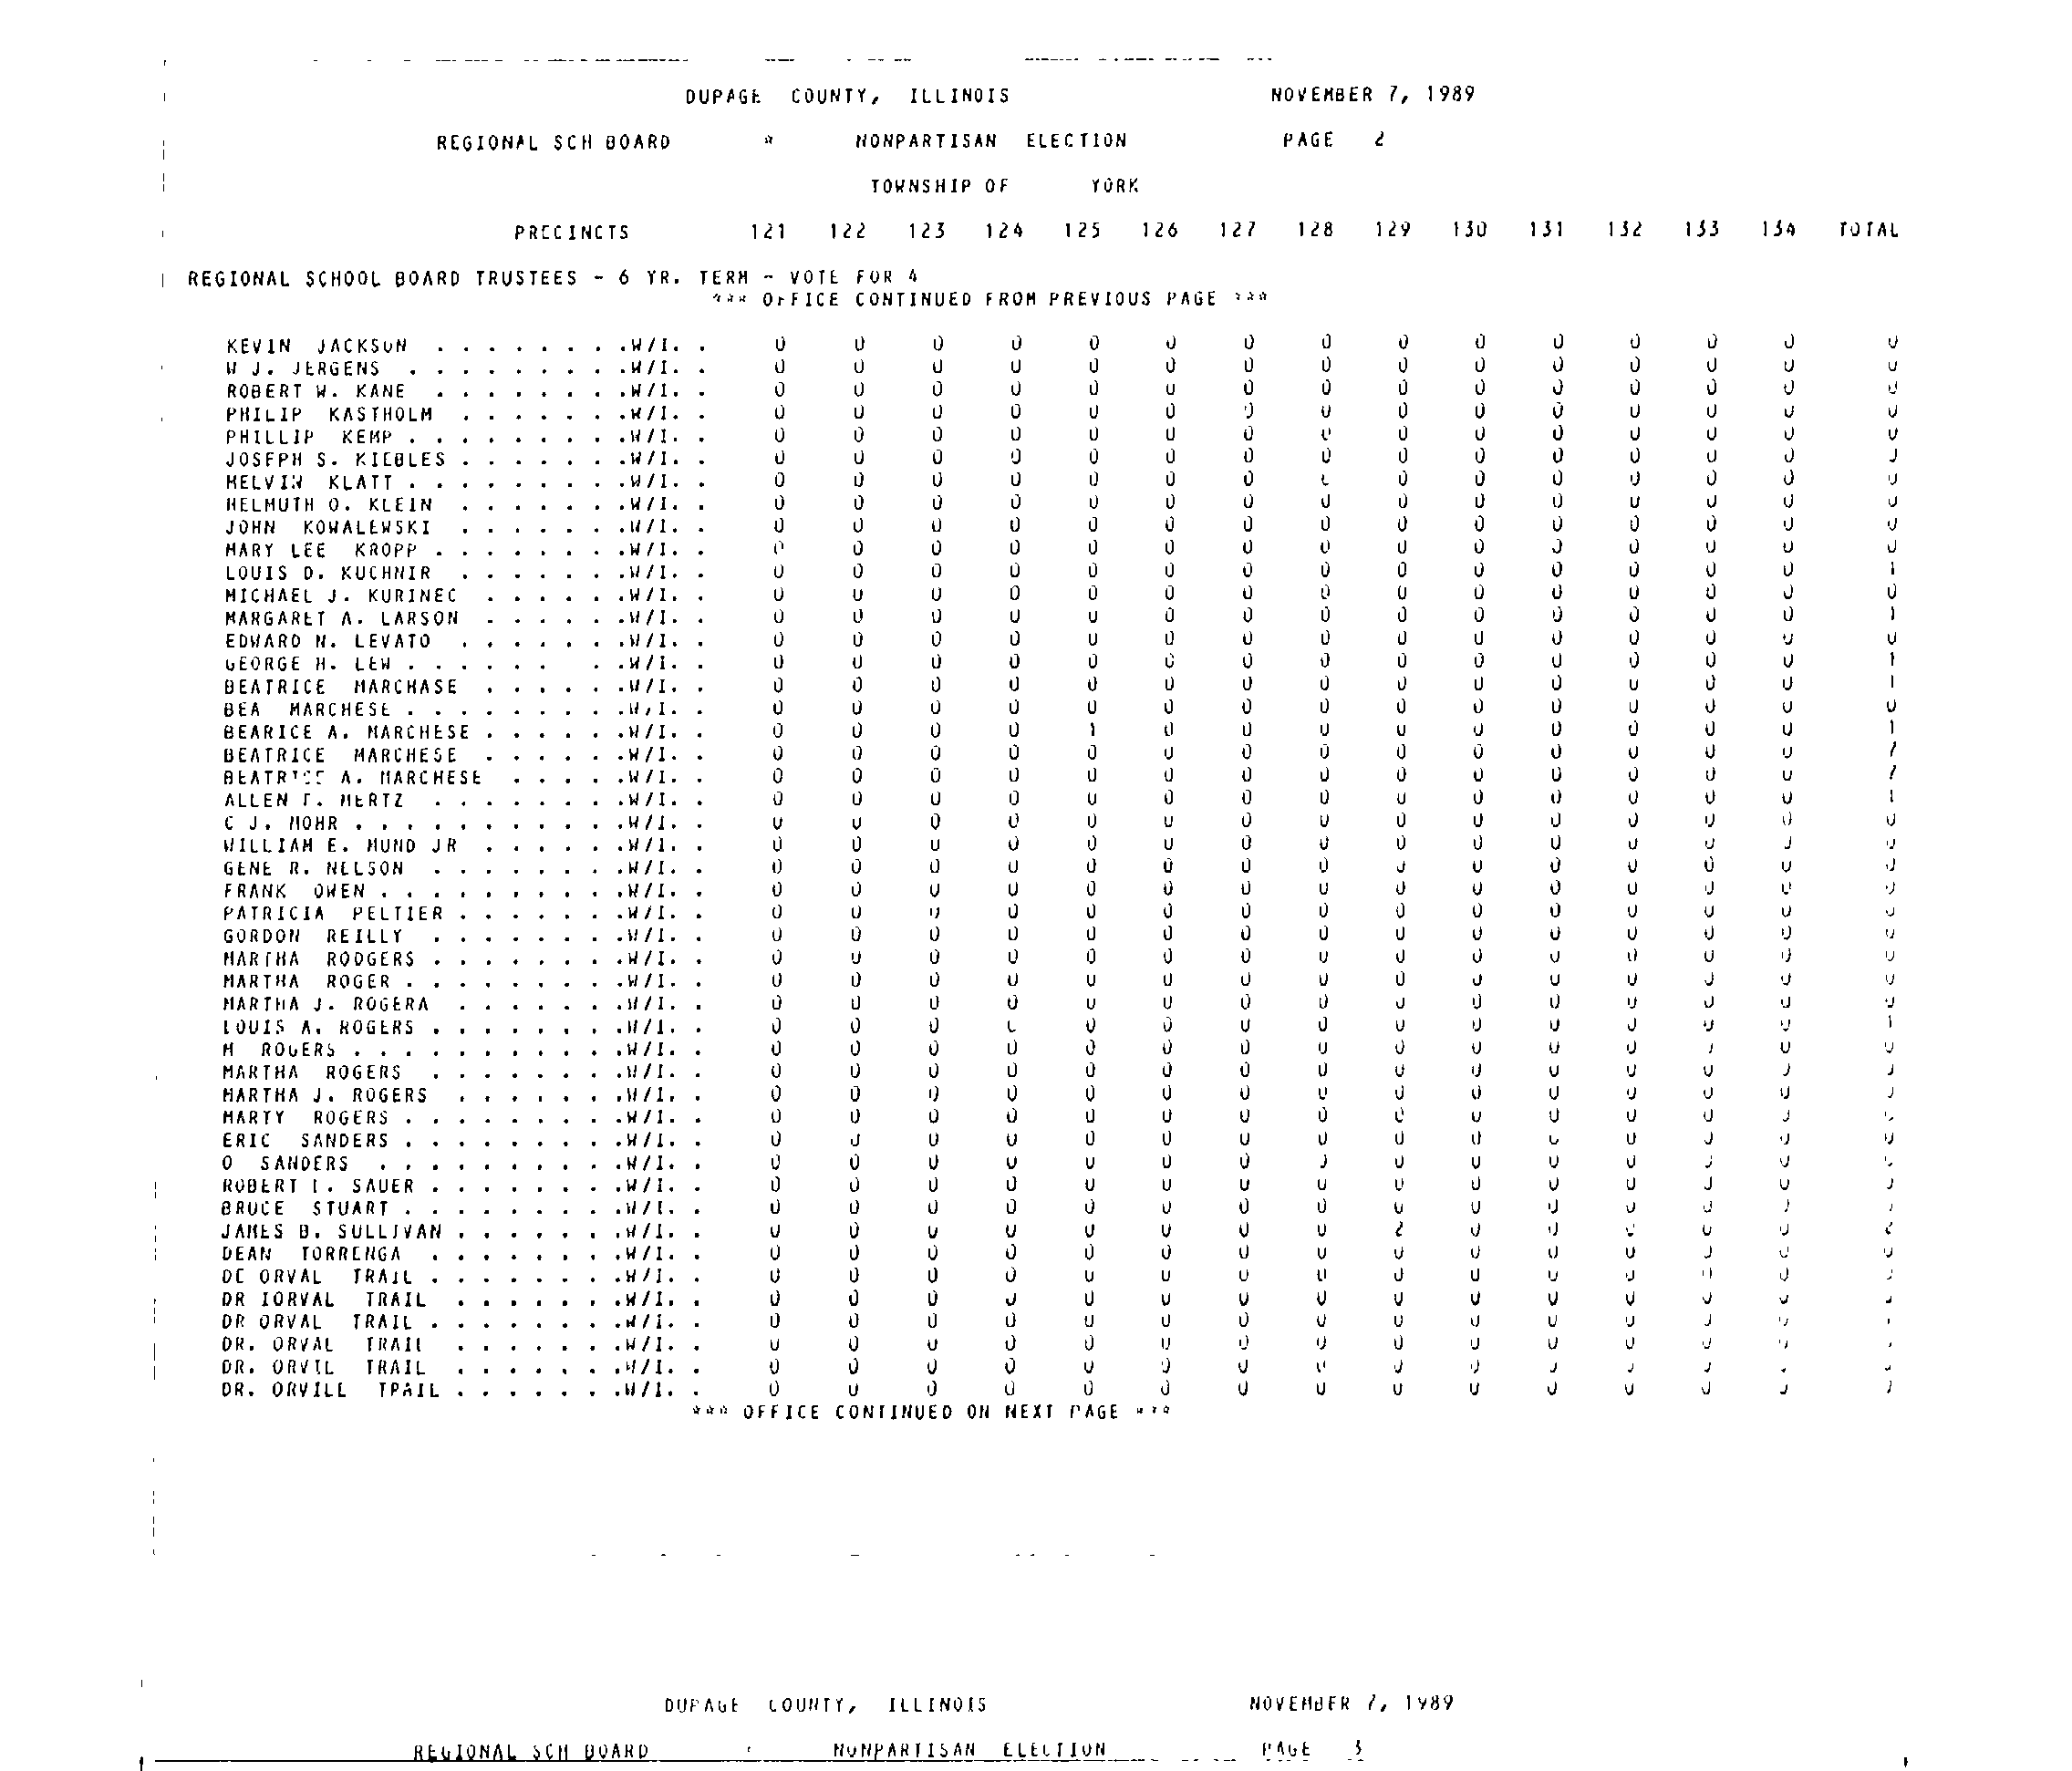 DUPAGE COUNTY, ILLINOIS NOVEMBER 7, 1989
REGIONAL SCH BOARD * NONPARTISAN ELECTION PAGE 2
TOWNSHIP OF YORK
PRECINCTS 121 122 123 124 125 126 127 128 129 130 131 132 133 134 TOTAL
REGIONAL SCHOOL BOARD TRUSTEES - 6 YR. TERM - VOTE FOR 4
*** OFFICE CONTINUED FROM PREVIOUS PAGE ***
KEVIN JACKSON . . . . . . . .W/I. . 0 0 0 0 0 0 0 0 0 0 0 0 0 0 0
W J. JERGENS . . . . . . . . .W/I. . 0 0 0 0 0 0 0 0 0 0 0 0 0 0 0
ROBERT W. KANE . . . . . . . .W/I. . 0 0 0 0 0 0 0 0 0 0 0 0 0 0 0
PHILIP KASTHOLM . . . . . . .W/I. . 0 0 0 0 0 0 0 0 0 0 0 0 0 0 0
PHILLIP KEMP . . . . . . . . .W/I. . 0 0 0 0 0 0 0 0 0 0 0 0 0 0 0
JOSEPH S. KIEBLES . . . . . . .W/I. . 0 0 0 0 0 0 0 0 0 0 0 0 0 0 0
MELVIN KLATT . . . . . . . . .W/I. . 0 0 0 0 0 0 0 0 0 0 0 0 0 0 0
HELMUTH O. KLEIN . . . . . . .W/I. . 0 0 0 0 0 0 0 0 0 0 0 0 0 0 0
JOHN KOWALEWSKI . . . . . . .W/I. . 0 0 0 0 0 0 0 0 0 0 0 0 0 0 0
MARY LEE KROPP . . . . . . . .W/I. . 0 0 0 0 0 0 0 0 0 0 0 0 0 0 0
LOUIS D. KUCHNIR . . . . . . .W/I. . 0 0 0 0 0 0 0 0 0 0 0 0 0 0 1
MICHAEL J. KURINEC . . . . . .W/I. . 0 0 0 0 0 0 0 0 0 0 0 0 0 0 0
MARGARET A. LARSON . . . . . .W/I. . 0 0 0 0 0 0 0 0 0 0 0 0 0 0 1
EDWARD N. LEVATO . . . . . . .W/I. . 0 0 0 0 0 0 0 0 0 0 0 0 0 0 0
GEORGE H. LEW . . . . . . . .W/I. . 0 0 0 0 0 0 0 0 0 0 0 0 0 0 1
BEATRICE MARCHASE . . . . . .W/I. . 0 0 0 0 0 0 0 0 0 0 0 0 0 0 1
BEA MARCHESE . . . . . . . . .W/I. . 0 0 0 0 0 0 0 0 0 0 0 0 0 0 0
BEARICE A. MARCHESE . . . . . .W/I. . 0 0 0 0 1 0 0 0 0 0 0 0 0 0 1
BEATRICE MARCHESE . . . . . .W/I. . 0 0 0 0 0 0 0 0 0 0 0 0 0 0
BEATRICE A. MARCHESE . . . . .W/I. . 0 0 0 0 0 0 0 0 0 0 0 0 0 0
ALLEN F. MERTZ . . . . . . . .W/I. . 0 0 0 0 0 0 0 0 0 0 0 0 0 0 1
C J. MOHR . . . . . . . . . . .W/I. . 0 0 0 0 0 0 0 0 0 0 0 0 0 0 0
WILLIAM E. MUND JR . . . . . .W/I. . 0 0 0 0 0 0 0 0 0 0 0 0 0 0 0
GENE R. NELSON . . . . . . . .W/I. . 0 0 0 0 0 0 0 0 0 0 0 0 0 0 0
FRANK OWEN . . . . . . . . . .W/I. . 0 0 0 0 0 0 0 0 0 0 0 0 0 0 0
PATRICIA PELTIER . . . . . . .W/I. . 0 0 0 0 0 0 0 0 0 0 0 0 0 0 0
GORDON REILLY . . . . . . . .W/I. . 0 0 0 0 0 0 0 0 0 0 0 0 0 0 0
MARTHA RODGERS . . . . . . . .W/I. . 0 0 0 0 0 0 0 0 0 0 0 0 0 0 0
MARTHA ROGER . . . . . . . . .W/I. . 0 0 0 0 0 0 0 0 0 0 0 0 0 0 0
MARTHA J. ROGERA . . . . . . .W/I. . 0 0 0 0 0 0 0 0 0 0 0 0 0 0 0
LOUIS A. ROGERS . . . . . . . .W/I. . 0 0 0 0 0 0 0 0 0 0 0 0 0 0 1
M ROGERS . . . . . . . . . . .W/I. . 0 0 0 0 0 0 0 0 0 0 0 0 0 0 0
MARTHA ROGERS . . . . . . . .W/I. . 0 0 0 0 0 0 0 0 0 0 0 0 0 0 0
MARTHA J. ROGERS . . . . . . .W/I. . 0 0 0 0 0 0 0 0 0 0 0 0 0 0 0
MARTY ROGERS . . . . . . . . .W/I. . 0 0 0 0 0 0 0 0 0 0 0 0 0 0 0
ERIC SANDERS . . . . . . . . .W/I. . 0 0 0 0 0 0 0 0 0 0 0 0 0 0 0
O SANDERS . . . . . . . . . .W/I. . 0 0 0 0 0 0 0 0 0 0 0 0 0 0 0
ROBERT I. SAUER . . . . . . . .W/I. . 0 0 0 0 0 0 0 0 0 0 0 0 0 0 0
BRUCE STUART . . . . . . . . .W/I. . 0 0 0 0 0 0 0 0 0 0 0 0 0 0
JAMES B. SULLIVAN . . . . . . .W/I. . 0 0 0 0 0 0 0 0 2 0 0 0 0 0 2
DEAN TORRENGA . . . . . . . .W/I. . 0 0 0 0 0 0 0 0 0 0 0 0 0 0 0
DE ORVAL TRAIL . . . . . . . .W/I. . 0 0 0 0 0 0 0 0 0 0 0 0 0 0 0
DR IORVAL TRAIL . . . . . . .W/I. . 0 0 0 0 0 0 0 0 0 0 0 0 0 0 0
DR ORVAL TRAIL . . . . . . . .W/I. . 0 0 0 0 0 0 0 0 0 0 0 0 0 0
DR. ORVAL TRAIL . . . . . . .W/I. . 0 0 0 0 0 0 0 0 0 0 0 0 0 0
DR. ORVIL TRAIL . . . . . . .W/I. . 0 0 0 0 0 0 0 0 0 0 0 0 0 0
DR. ORVILL TRAIL . . . . . . .W/I. . 0 0 0 0 0 0 0 0 0 0 0 0 0 0
*** OFFICE CONTINUED ON NEXT PAGE ***
DUPAGE COUNTY, ILLINOIS NOVEMBER 7, 1989
REGIONAL SCH BOARD * NONPARTISAN ELECTION PAGE 3